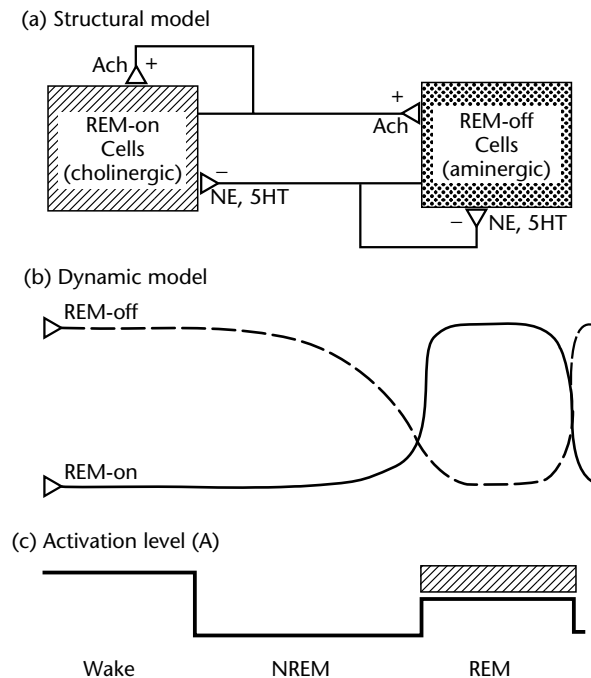 (a) Structural model
Ach
+
REM-on
Cells
(cholinergic)
+
Ach
REM-off
Cells
(aminergic)
−
NE, 5HT
−
NE, 5HT
(b) Dynamic model
REM-off
REM-on
(c) Activation level (A)
Wake
NREM
REM